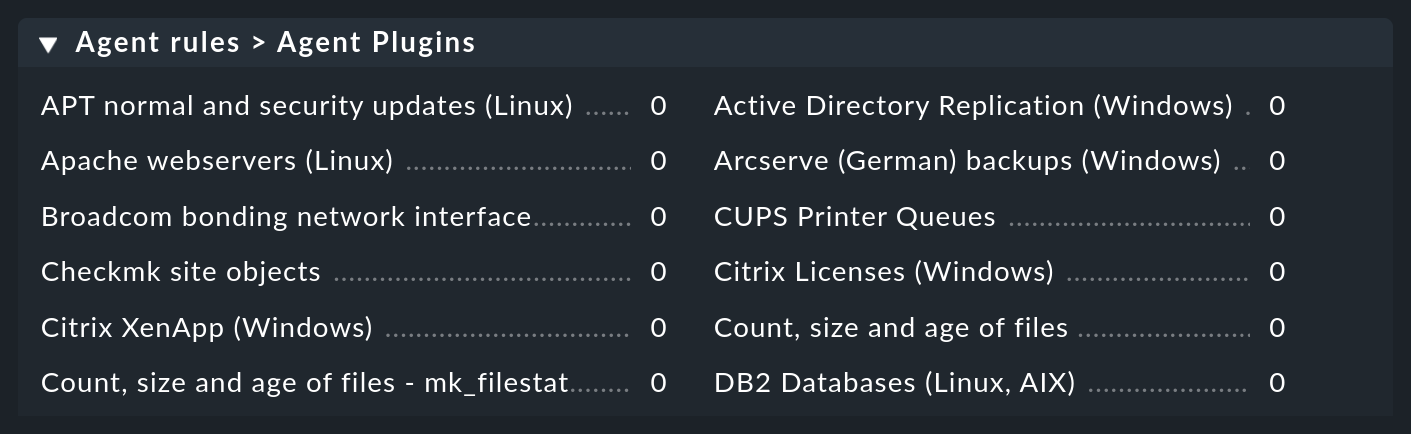 Agent rules > Agent Plugins
APT normal and security updates (Linux) ...... 0 Active Directory Replication (Windows) . 0
Apache webservers (Linux) ............................. 0 Arcserve (German) backups (Windows) .. 0
Broadcom bonding network interface............. 0 CUPS Printer Queues ................................ 0
Checkmk site objects ....................................... 0 Citrix Licenses (Windows) ........................ 0
Citrix XenApp (Windows) ................................ 0 Count, size and age of files ....................... 0
Count, size and age of files - mk_filestat........ 0 DB2 Databases (Linux, AIX) ..................... 0